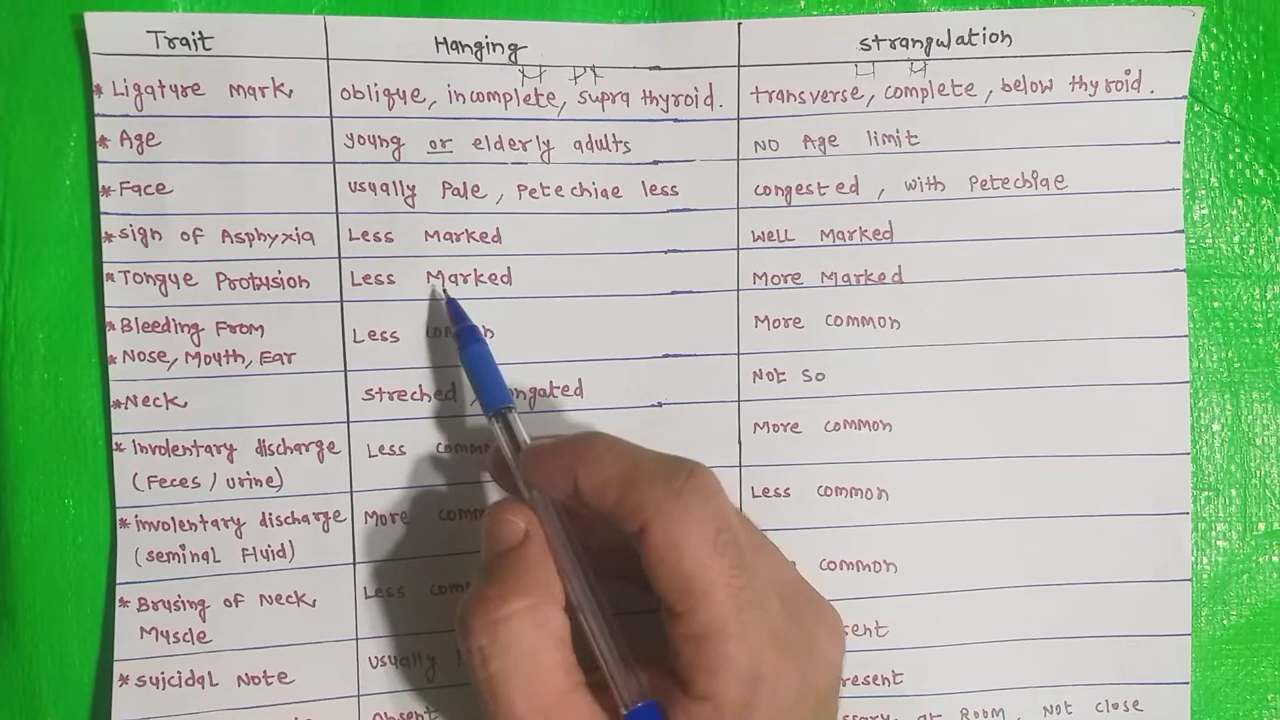 Trait Hanging Strangulation
* Ligature mark oblique, incomplete, supra thyroid. transverse, complete, below thyroid.
* Age young or elderly adults NO Age limit
* Face usually Pale, Petechiae less congested, with Petechiae
* sign of Asphyxia Less Marked Well Marked
* Tongue Protusion Less Marked More Marked
* Bleeding From Less common More common
* Nose, Mouth, Ear
* Neck streched, Not so
* Involentary discharge Less More common
(Feces / urine)
* involentary discharge More Less common
(seminal Fluid)
* Brusing of Neck Less common
Muscle
* suicidal Note usually
Absent at Room, Not close